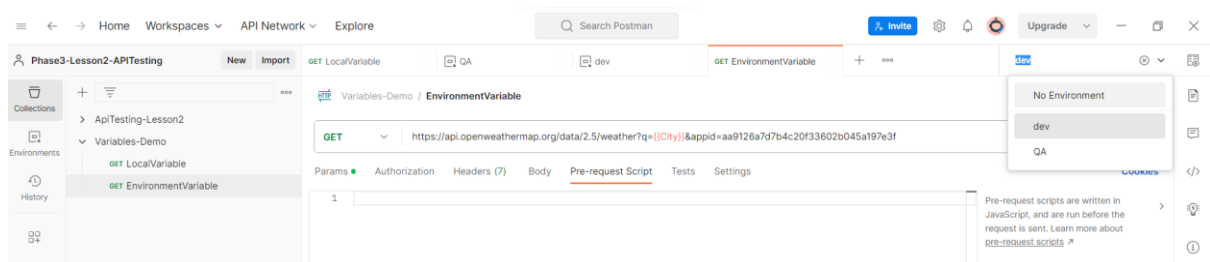 Home Workspaces API Network Explore Search Postman Invite Upgrade
Phase3-Lesson2-APITesting New Import GET LocalVariable QA dev GET EnvironmentVariable + dev
Collections
Environments
History
ApiTesting-Lesson2
Variables-Demo
GET LocalVariable
GET EnvironmentVariable
HTTP Variables-Demo / EnvironmentVariable
GET https://api.openweathermap.org/data/2.5/weather?q={{City}}&appid=aa9126a7d7b4c20f33602b045a197e3f
Params Authorization Headers (7) Body Pre-request Script Tests Settings Cookies
1
No Environment
dev
QA
Pre-request scripts are written in
JavaScript, and are run before the
request is sent. Learn more about
pre-request scripts